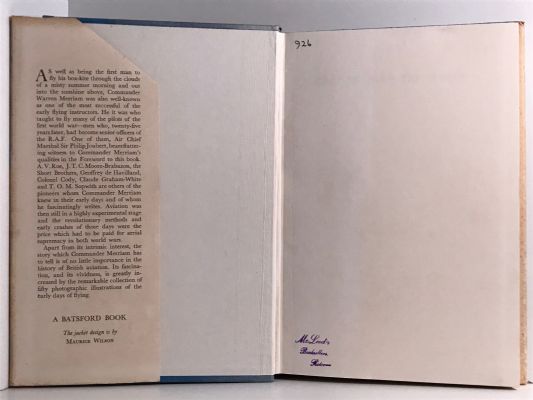 AS well as being the first man to
fly his box-kite through the clouds
of a misty summer morning and out
into the sunshine above, Commander
Warren Merriam was also well-known
as one of the most successful of the
early flying instructors. He it was who
taught to fly many of the pilots of the
first world war—men who, twenty-five
years later, had become senior officers of
the R.A.F. One of them, Air Chief
Marshal Sir Philip Joubert, bears flatter-
ing witness to Commander Merriam's
qualities in the Foreword to this book.
A. V. Roe, J. T. C. Moore-Brabazon, the
Short Brothers, Geoffrey de Havilland,
Colonel Cody, Claude Graham-White
and T. O. M. Sopwith are others of the
pioneers whom Commander Merriam
knew in their early days and of whom
he fascinatingly writes. Aviation was
then still in a highly experimental stage
and the revolutionary methods and
early crashes of those days were the
price which had to be paid for aerial
supremacy in both world wars.
Apart from its intrinsic interest, the
story which Commander Merriam has
to tell is of no little importance in the
history of British aviation. Its fascina-
tion, and its vividness, is greatly in-
creased by the remarkable collection of
fifty photographic illustrations of the
early days of flying.
A BATSFORD BOOK
The jacket design is by
MAURICE WILSON
926
McLeod's
Booksellers
Rotorua